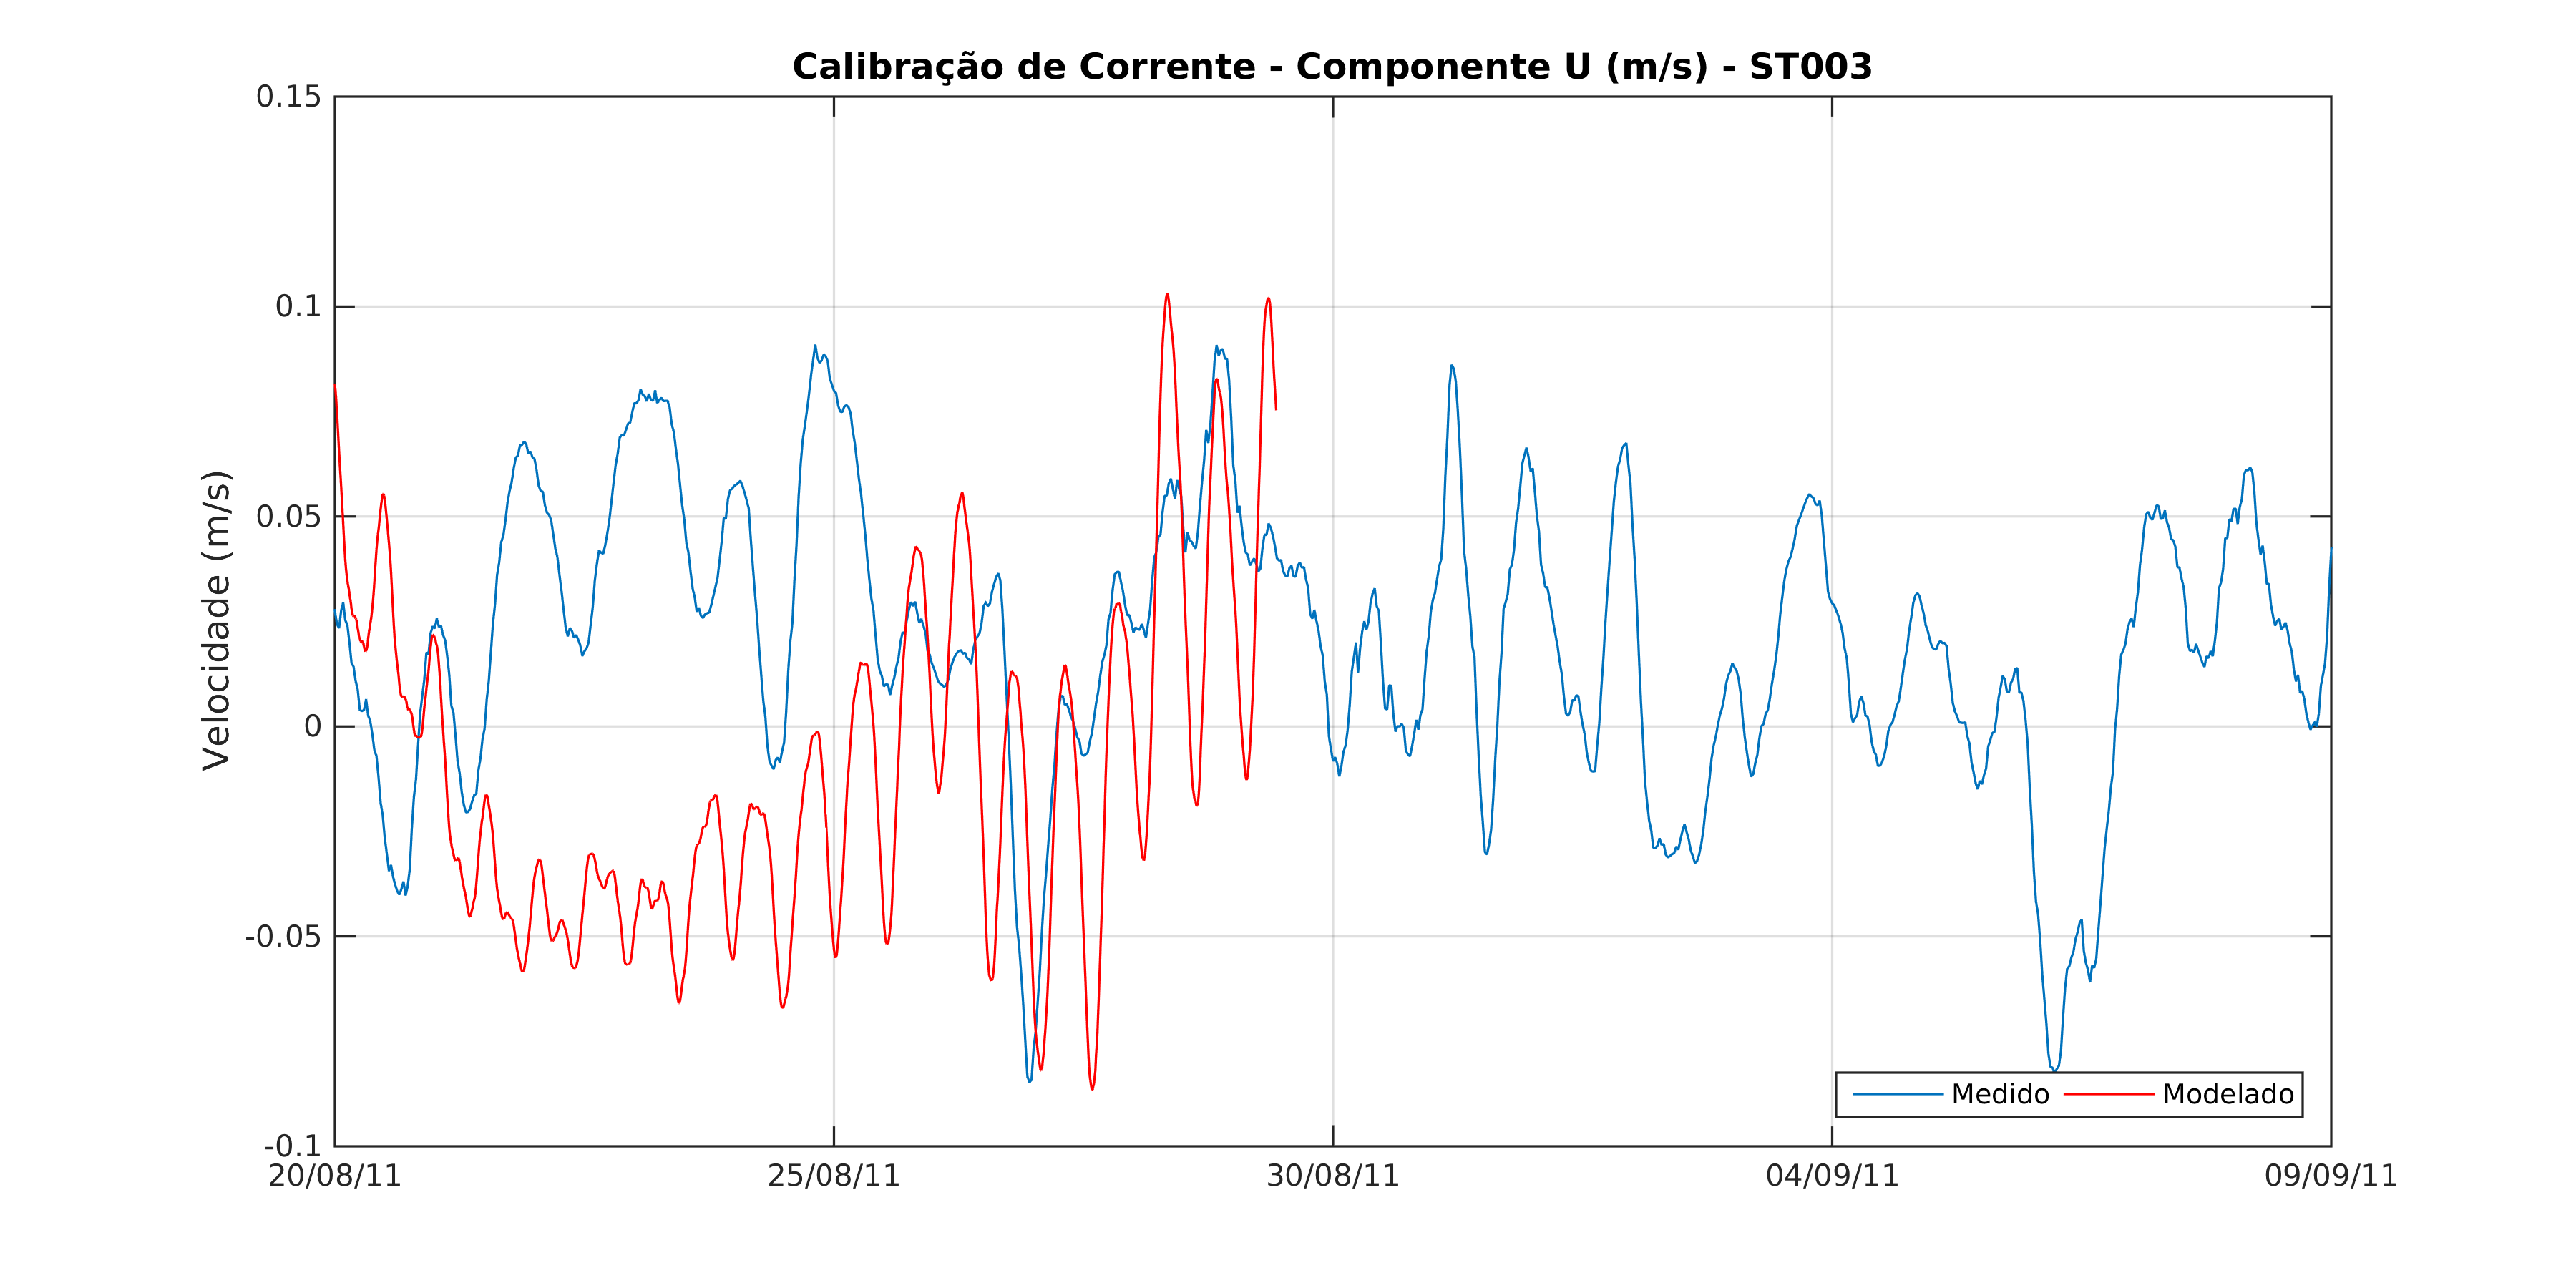 Calibração de Corrente - Componente U (m/s) - ST003
Velocidade (m/s)
0.15
0.1
0.05
0
-0.05
-0.1
20/08/11
25/08/11
30/08/11
04/09/11
09/09/11
Medido
Modelado